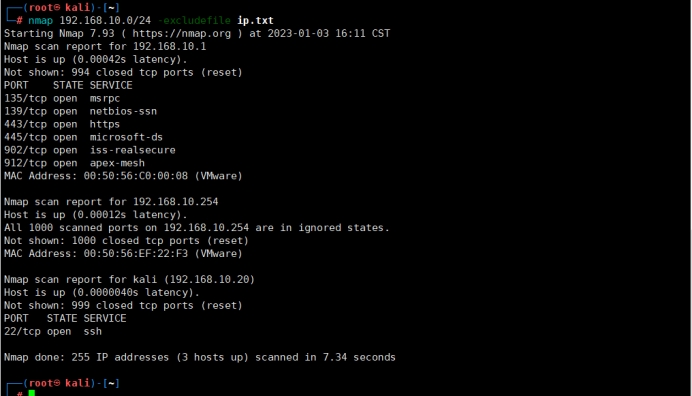 ┌──(root㉿kali)-[~]
└─# nmap 192.168.10.0/24 -excludefile ip.txt
Starting Nmap 7.93 ( https://nmap.org ) at 2023-01-03 16:11 CST
Nmap scan report for 192.168.10.1
Host is up (0.00042s latency).
Not shown: 994 closed tcp ports (reset)
PORT    STATE SERVICE
135/tcp open  msrpc
139/tcp open  netbios-ssn
443/tcp open  https
445/tcp open  microsoft-ds
902/tcp open  iss-realsecure
912/tcp open  apex-mesh
MAC Address: 00:50:56:C0:00:08 (VMware)

Nmap scan report for 192.168.10.254
Host is up (0.00012s latency).
All 1000 scanned ports on 192.168.10.254 are in ignored states.
Not shown: 1000 closed tcp ports (reset)
MAC Address: 00:50:56:EF:22:F3 (VMware)

Nmap scan report for kali (192.168.10.20)
Host is up (0.0000040s latency).
Not shown: 999 closed tcp ports (reset)
PORT   STATE SERVICE
22/tcp open  ssh

Nmap done: 255 IP addresses (3 hosts up) scanned in 7.34 seconds

┌──(root㉿kali)-[~]
└─#